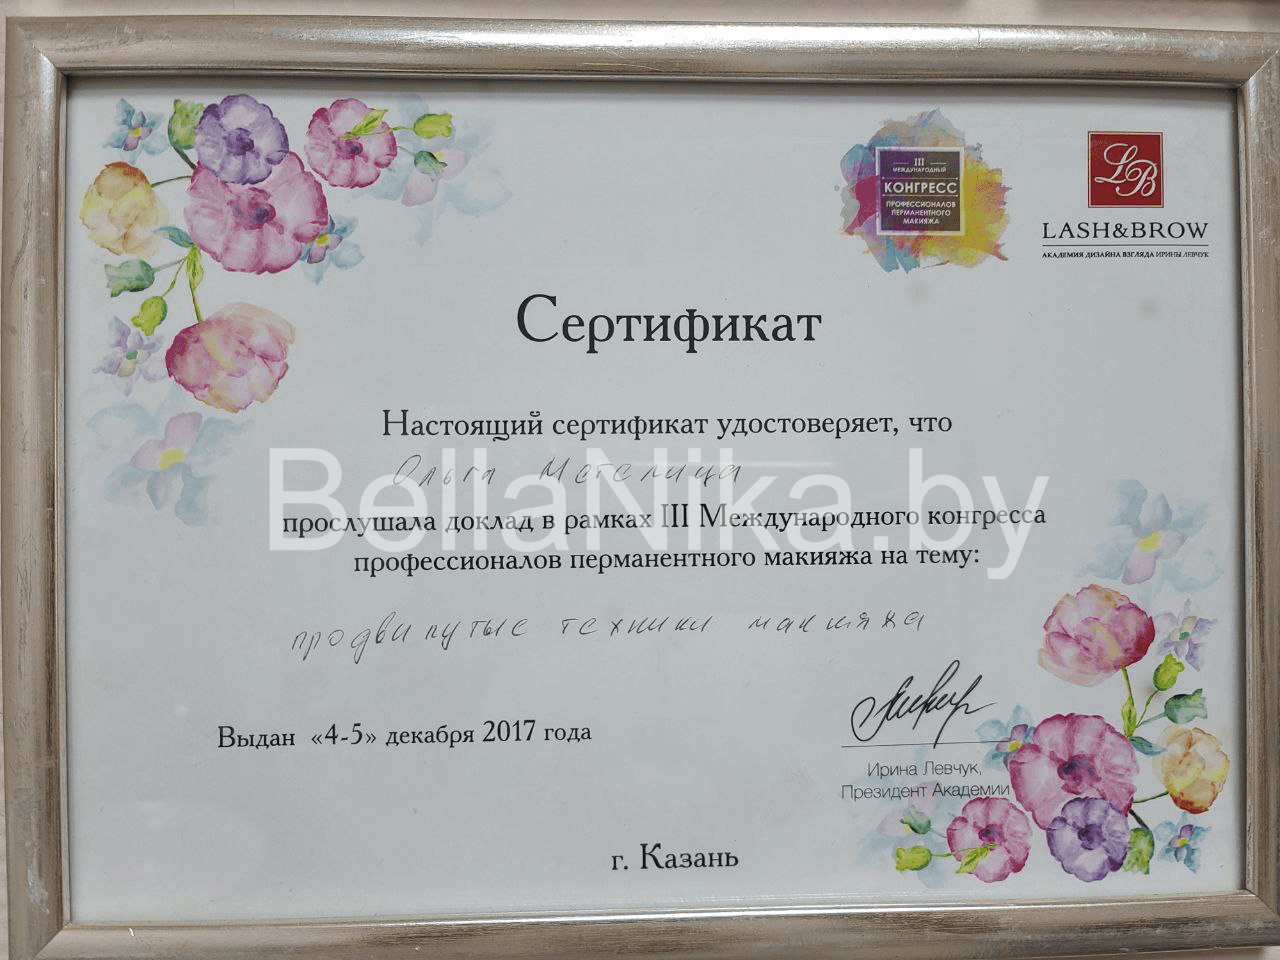 III
МЕЖДУНАРОДНЫЙ
КОНГРЕСС
ПРОФЕССИОНАЛОВ
ПЕРМАНЕНТНОГО
МАКИЯЖА
LB
LASH&BROW
АКАДЕМИЯ ДИЗАЙНА ВЗГЛЯДА ИРИНЫ ЛЕВЧУК
Сертификат
Настоящий сертификат удостоверяет, что
Ольга Метелица
BellaNika.by
прослушала доклад в рамках III Международного конгресса
профессионалов перманентного макияжа на тему:
продвинутые техники макияжа
Выдан «4-5» декабря 2017 года
Ирина Левчук,
Президент Академии
г. Казань